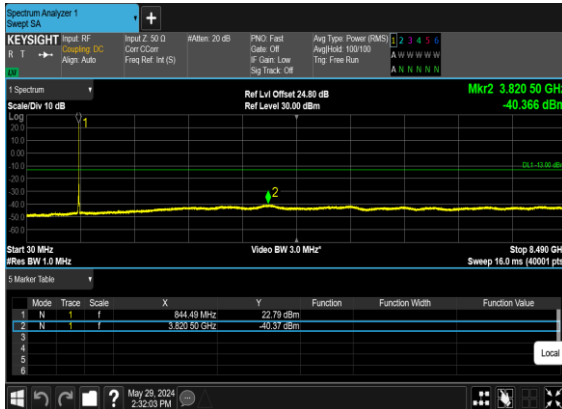 Spectrum Analyzer 1
Swept SA
KEYSIGHT
R T
LXI
Input: RF
Coupling: DC
Align: Auto
Input Z: 50 Ω
Corr CCorr
Freq Ref: Int (S)
#Atten: 20 dB
PNO: Fast
Gate: Off
IF Gain: Low
Sig Track: Off
Avg Type: Power (RMS)
Avg|Hold: 100/100
Trig: Free Run
1 2 3 4 5 6
A W W W W W
A N N N N N
1 Spectrum
Scale/Div 10 dB
Log
Ref Lvl Offset 24.80 dB
Ref Level 30.00 dBm
Mkr2 3.820 50 GHz
-40.366 dBm
20.0
10.0
0.00
-10.0
-20.0
-30.0
-40.0
-50.0
-60.0
1
2
DL1 -13.00 dBm
Start 30 MHz
#Res BW 1.0 MHz
Video BW 3.0 MHz*
Stop 8.490 GHz
Sweep 16.0 ms (40001 pts)
5 Marker Table
Mode Trace Scale X Y Function Function Width Function Value
1 N 1 f 844.49 MHz 22.79 dBm
2 N 1 f 3.820 50 GHz -40.37 dBm
3
4
5
6
Local
May 29, 2024
2:32:03 PM